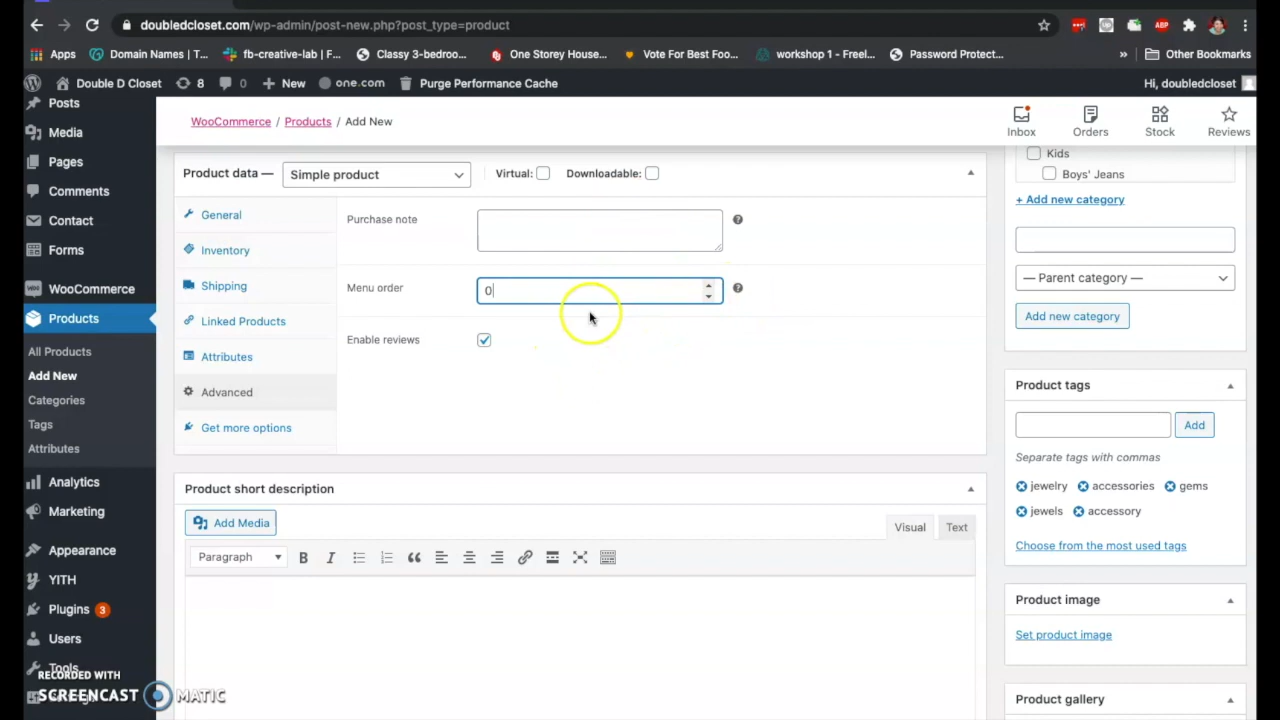 doubledcloset.com/wp-admin/post-new.php?post_type=product
ABP
Apps
Domain Names | T...
fb-creative-lab | F...
Classy 3-bedroo...
One Storey House...
Vote For Best Foo...
workshop 1 - Freel...
Password Protect...
»
Other Bookmarks
Double D Closet
8
0
New
one.com
Purge Performance Cache
Hi, doubledcloset
Posts
Media
Pages
Comments
Contact
Forms
WooCommerce
Products
All Products
Add New
Categories
Tags
Attributes
Analytics
Marketing
Appearance
YITH
Plugins 3
Users
Tools
WooCommerce / Products / Add New
Inbox
Orders
Stock
Reviews
Product data — Simple product
Virtual:
Downloadable:
General
Inventory
Shipping
Linked Products
Attributes
Advanced
Get more options
Purchase note
Menu order
0
Enable reviews
Product short description
Add Media
Visual
Text
Paragraph
B I
Kids
Boys' Jeans
+ Add new category
— Parent category —
Add new category
Product tags
Add
Separate tags with commas
jewelry accessories gems
jewels accessory
Choose from the most used tags
Product image
Set product image
Product gallery
RECORDED WITH
SCREENCAST MATIC